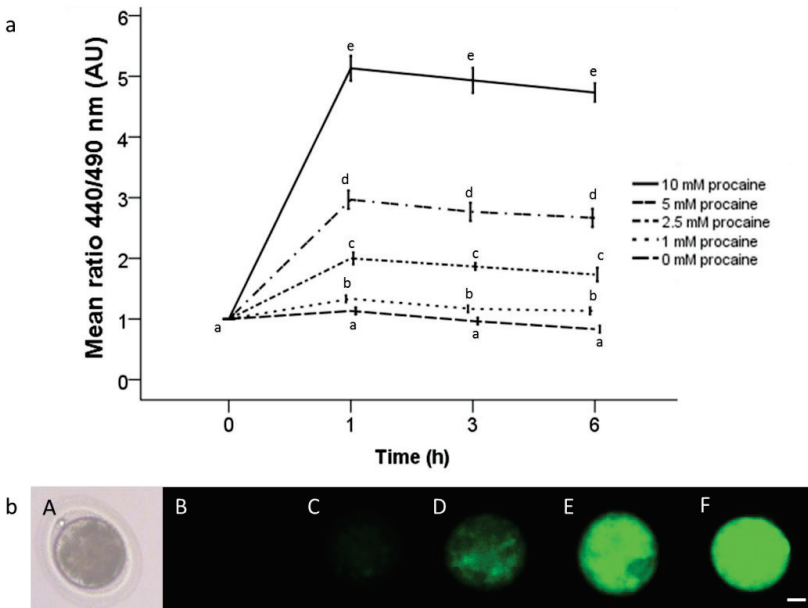 a
Mean ratio 440/490 nm (AU)
6
5
4
3
2
1
0
e
e
e
d
d
d
c
c
c
b
b
b
a
a
a
a
10 mM procaine
5 mM procaine
2.5 mM procaine
1 mM procaine
0 mM procaine
0
1
3
6
Time (h)
b
A
B
C
D
E
F